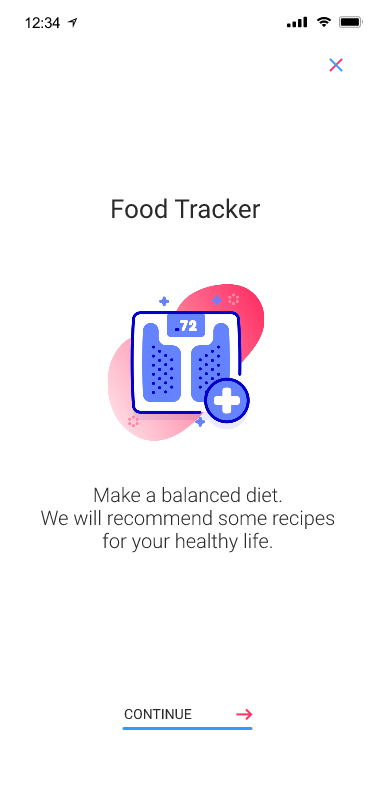 12:34
Food Tracker
.72
Make a balanced diet.
We will recommend some recipes
for your healthy life.
CONTINUE